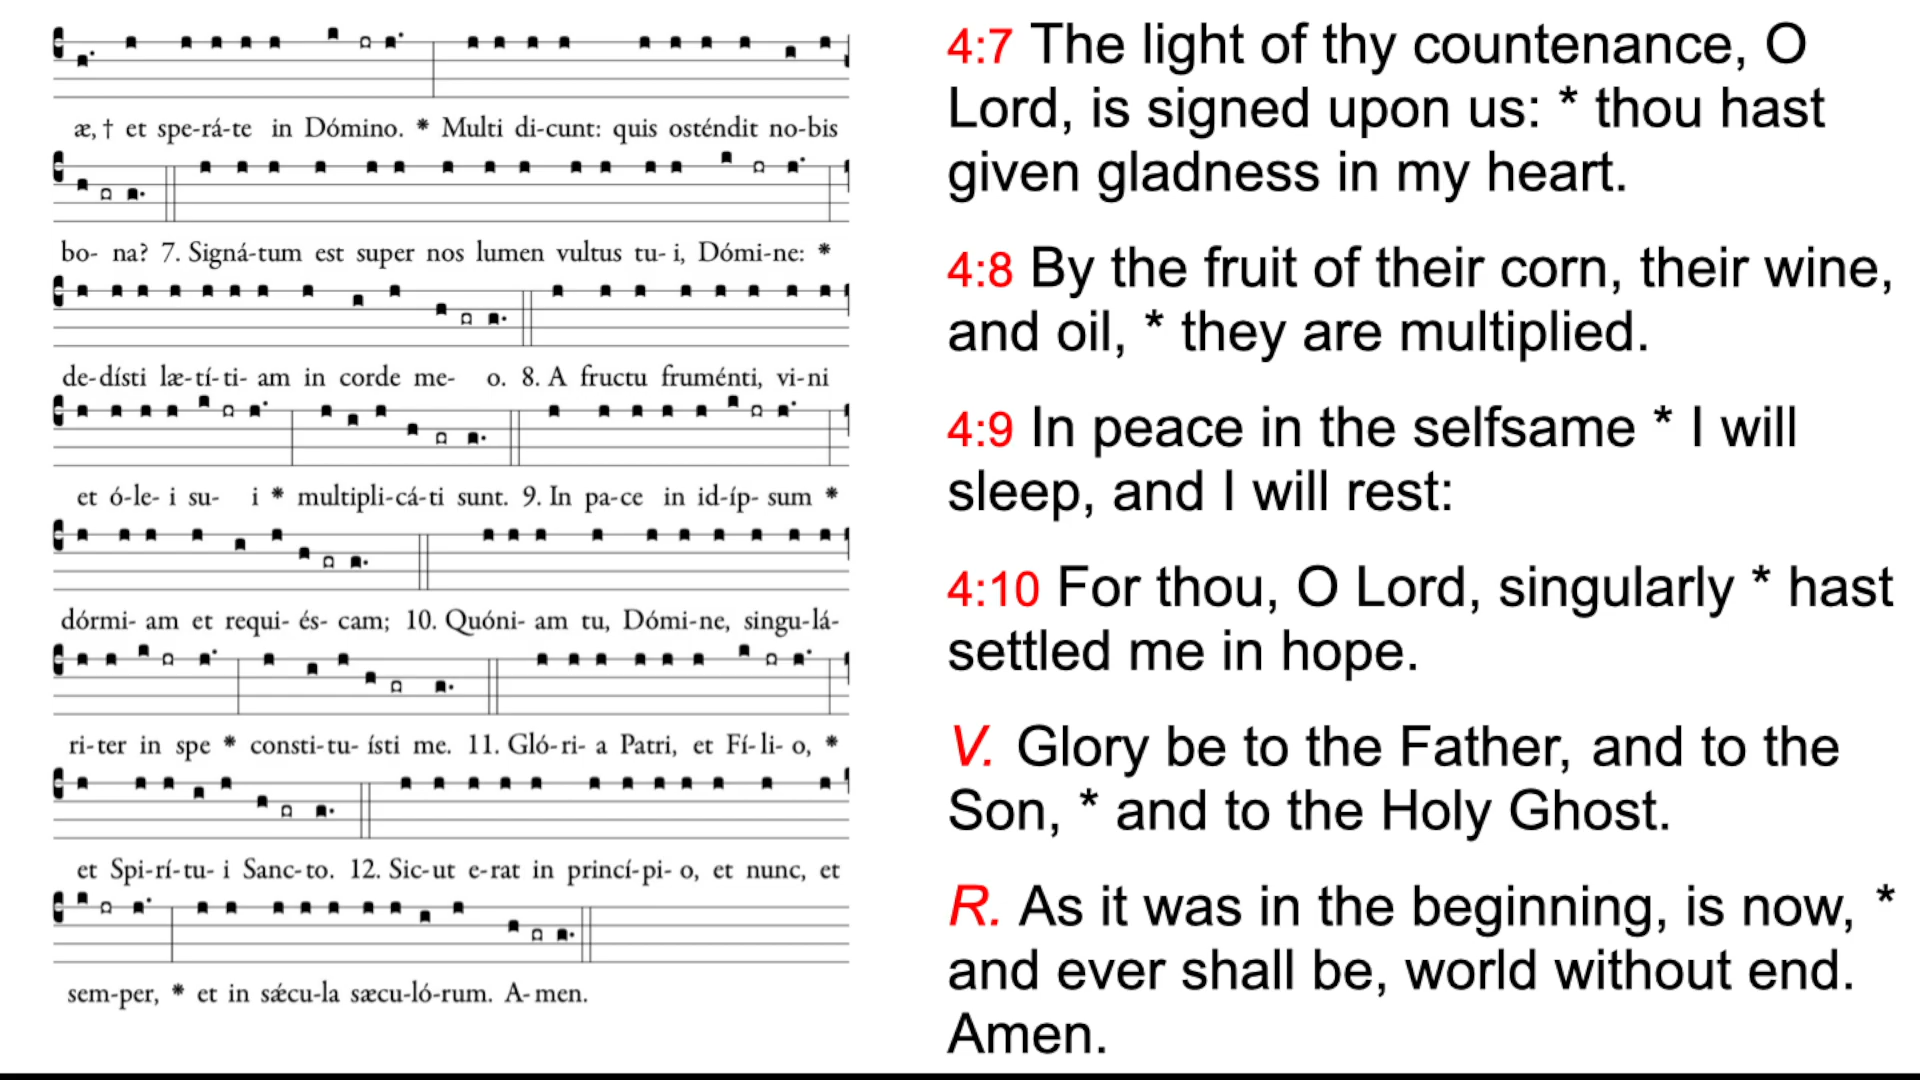 æ, † et spe-rá-te in Dómino. * Multi di-cunt: quis osténdit no-bis
bo- na? 7. Signá-tum est super nos lumen vultus tu- i, Dómi-ne: *
de-dísti læ-tí-ti- am in corde me- o. 8. A fructu fruménti, vi-ni
et ó-le- i su- i * multipli-cá-ti sunt. 9. In pa-ce in id-íp- sum *
dórmi- am et requi- és- cam; 10. Quóni- am tu, Dómi-ne, singu-lá-
ri-ter in spe * consti-tu- ísti me. 11. Gló-ri- a Patri, et Fí-li- o, *
et Spi-rí-tu- i Sanc-to. 12. Sic-ut e-rat in princí-pi- o, et nunc, et
sem-per, * et in sǽcu-la sæcu-ló-rum. A-men.
4:7 The light of thy countenance, O
Lord, is signed upon us: * thou hast
given gladness in my heart.
4:8 By the fruit of their corn, their wine,
and oil, * they are multiplied.
4:9 In peace in the selfsame * I will
sleep, and I will rest:
4:10 For thou, O Lord, singularly * hast
settled me in hope.
V. Glory be to the Father, and to the
Son, * and to the Holy Ghost.
R. As it was in the beginning, is now, *
and ever shall be, world without end.
Amen.